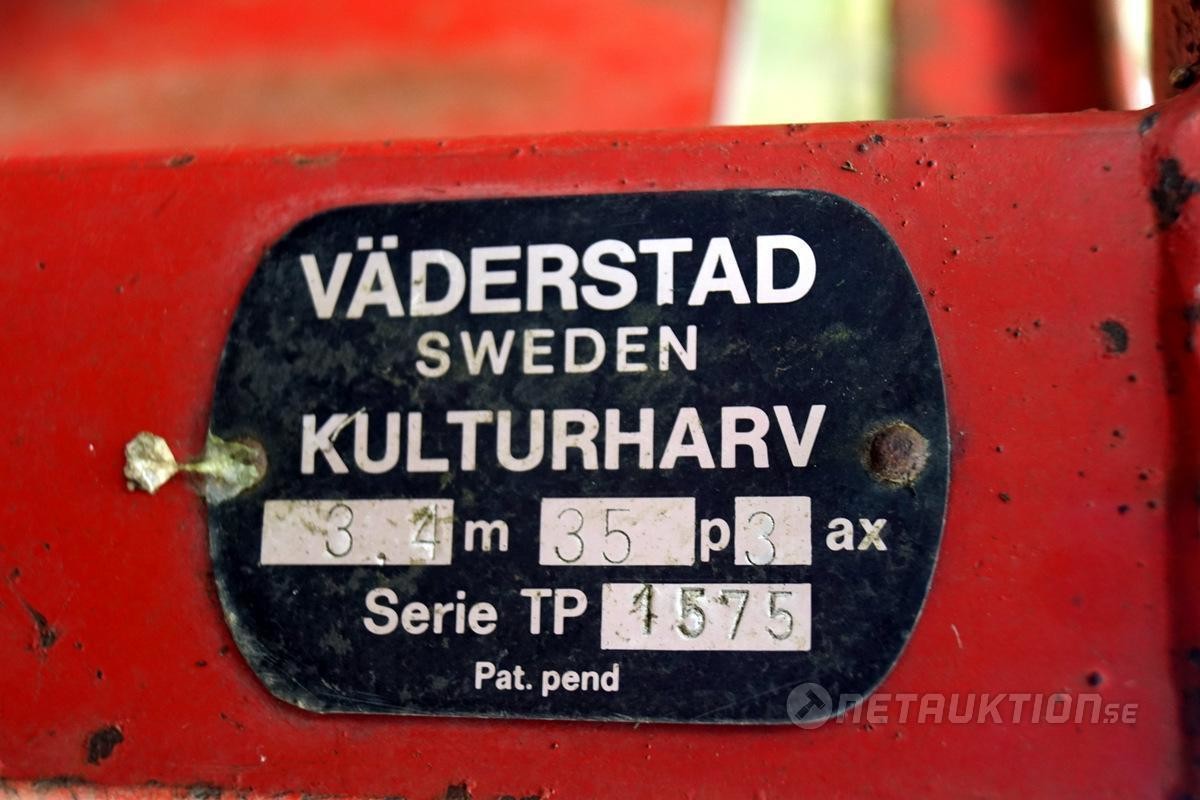 VÄDERSTAD
SWEDEN
KULTURHARV
3.4 m 35 p 3 ax
Serie TP 1575
Pat. pend
NETAUKTION.SE